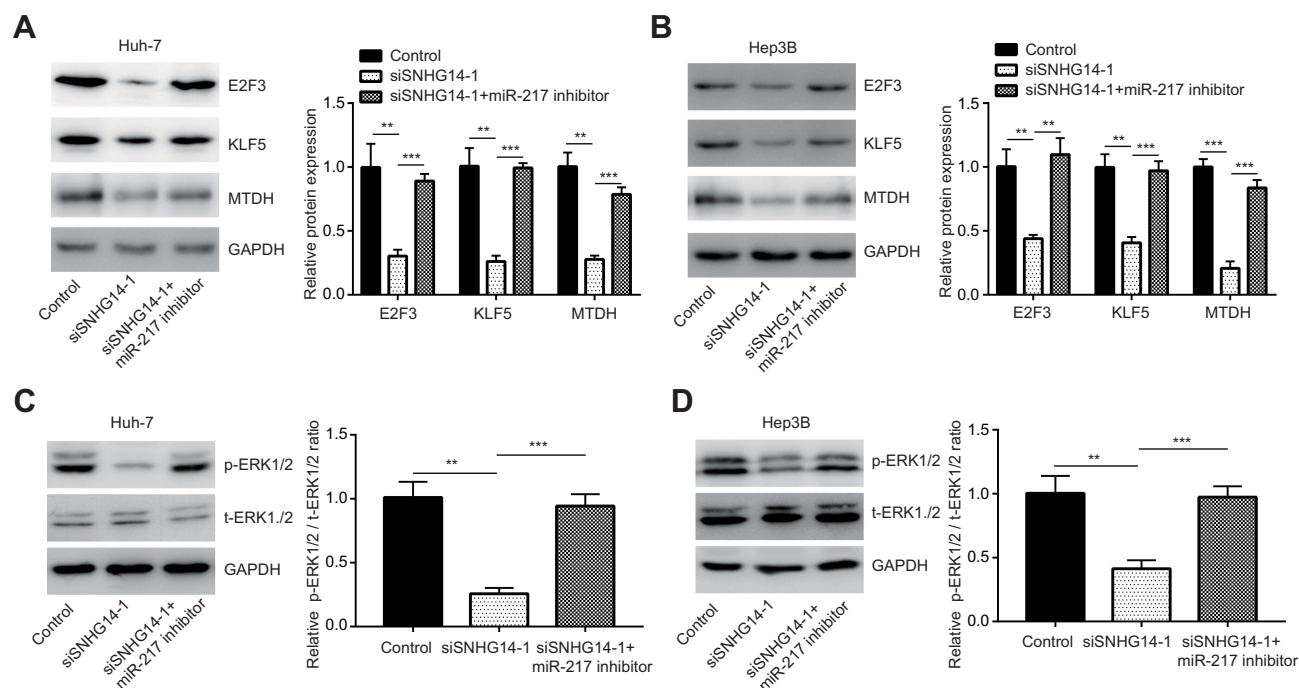 A
Huh-7
E2F3
KLF5
MTDH
GAPDH
Control
siSNHG14-1
siSNHG14-1+
miR-217 inhibitor
Control
siSNHG14-1
siSNHG14-1+miR-217 inhibitor
Relative protein expression
1.5
1.0
0.5
0.0
** *** ** *** ** ***
E2F3 KLF5 MTDH
B
Hep3B
E2F3
KLF5
MTDH
GAPDH
Control
siSNHG14-1
siSNHG14-1+
miR-217 inhibitor
Control
siSNHG14-1
siSNHG14-1+miR-217 inhibitor
Relative protein expression
1.5
1.0
0.5
0.0
** ** ** *** *** ***
E2F3 KLF5 MTDH
C
Huh-7
p-ERK1/2
t-ERK1./2
GAPDH
Control
siSNHG14-1
siSNHG14-1+
miR-217 inhibitor
Relative p-ERK1/2 / t-ERK1/2 ratio
1.5
1.0
0.5
0.0
** ***
Control siSNHG14-1 siSNHG14-1+
miR-217 inhibitor
D
Hep3B
p-ERK1/2
t-ERK1./2
GAPDH
Control
siSNHG14-1
siSNHG14-1+
miR-217 inhibitor
Relative p-ERK1/2 / t-ERK1/2 ratio
1.5
1.0
0.5
0.0
** ***
Control siSNHG14-1 siSNHG14-1+
miR-217 inhibitor